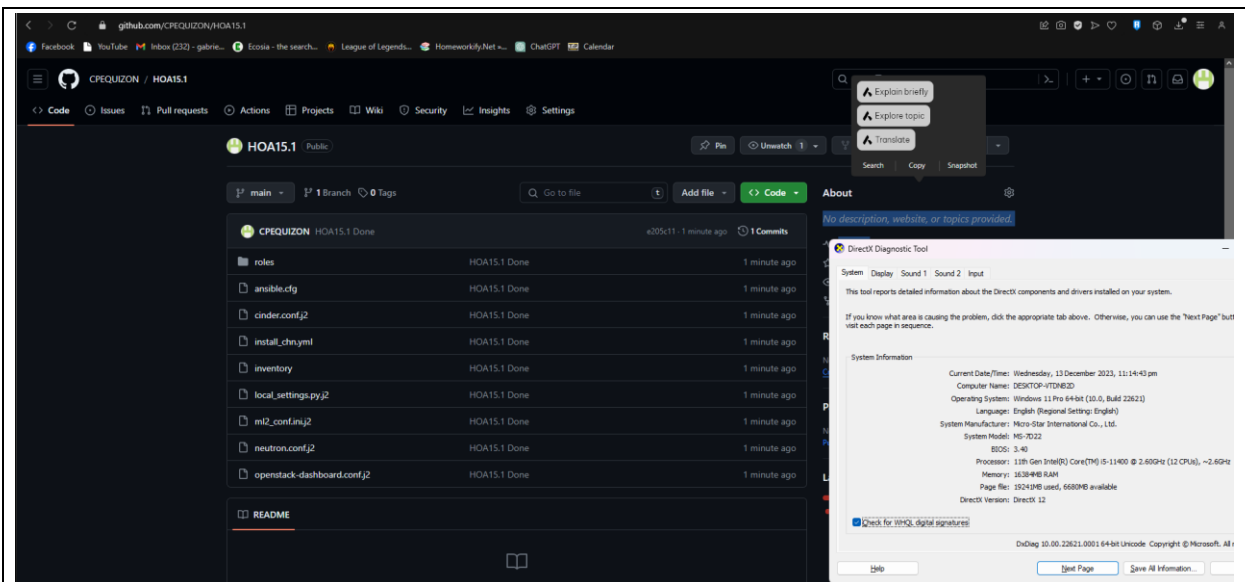 github.com/CPEQUIZON/HOA15.1
Facebook YouTube Inbox (232) - gabrie... Ecosia - the search... League of Legends... Homeworkify.Net »... ChatGPT Calendar
CPEQUIZON / HOA15.1
Code Issues Pull requests Actions Projects Wiki Security Insights Settings
Explain briefly
Explore topic
Translate
Search Copy Snapshot
HOA15.1 Public Pin Unwatch 1
main 1 Branch 0 Tags Go to file t Add file Code
About
No description, website, or topics provided.
CPEQUIZON HOA15.1 Done e205c11 · 1 minute ago 1 Commits
roles HOA15.1 Done 1 minute ago
ansible.cfg HOA15.1 Done 1 minute ago
cinder.conf.j2 HOA15.1 Done 1 minute ago
install_chn.yml HOA15.1 Done 1 minute ago
inventory HOA15.1 Done 1 minute ago
local_settings.py.j2 HOA15.1 Done 1 minute ago
ml2_conf.ini.j2 HOA15.1 Done 1 minute ago
neutron.conf.j2 HOA15.1 Done 1 minute ago
openstack-dashboard.conf.j2 HOA15.1 Done 1 minute ago
README
DirectX Diagnostic Tool
System Display Sound 1 Sound 2 Input
This tool reports detailed information about the DirectX components and drivers installed on your system.
If you know what area is causing the problem, click the appropriate tab above. Otherwise, you can use the "Next Page" butt
visit each page in sequence.
System Information
Current Date/Time: Wednesday, 13 December 2023, 11:14:43 pm
Computer Name: DESKTOP-VTDNB2D
Operating System: Windows 11 Pro 64-bit (10.0, Build 22621)
Language: English (Regional Setting: English)
System Manufacturer: Micro-Star International Co., Ltd.
System Model: MS-7D22
BIOS: 3.40
Processor: 11th Gen Intel(R) Core(TM) i5-11400 @ 2.60GHz (12 CPUs), ~2.6GHz
Memory: 16384MB RAM
Page file: 19241MB used, 6680MB available
DirectX Version: DirectX 12
Check for WHQL digital signatures
DxDiag 10.00.22621.0001 64-bit Unicode Copyright © Microsoft. All r
Help Next Page Save All Information...